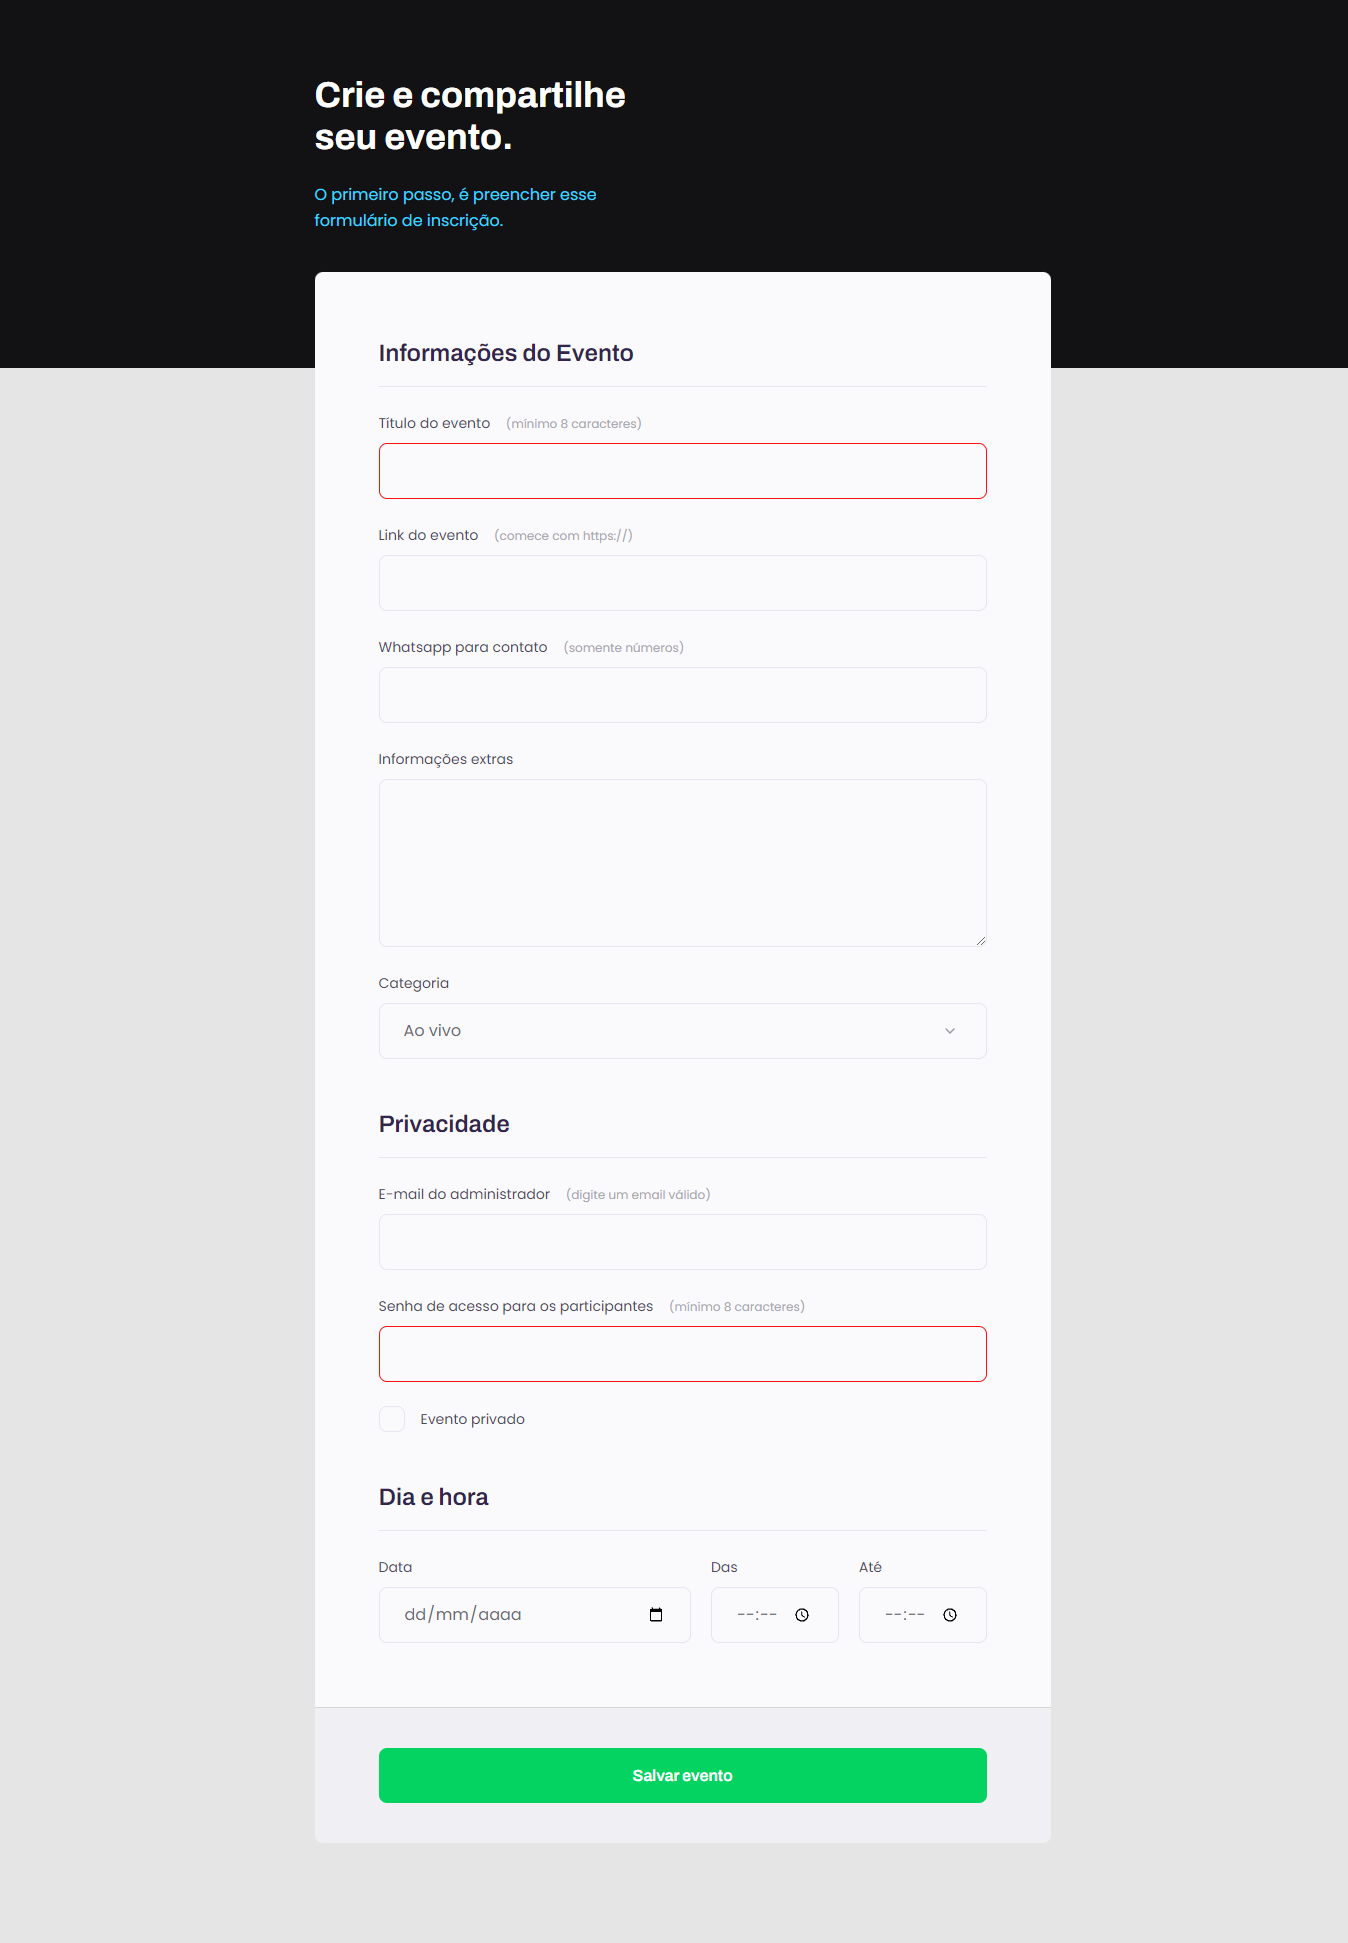 Crie e compartilhe
seu evento.
O primeiro passo, é preencher esse
formulário de inscrição.
Informações do Evento
Título do evento (mínimo 8 caracteres)
Link do evento (comece com https://)
Whatsapp para contato (somente números)
Informações extras
Categoria
Ao vivo
Privacidade
E-mail do administrador (digite um email válido)
Senha de acesso para os participantes (mínimo 8 caracteres)
Evento privado
Dia e hora
Data Das Até
dd/mm/aaaa --:-- --:--
Salvar evento